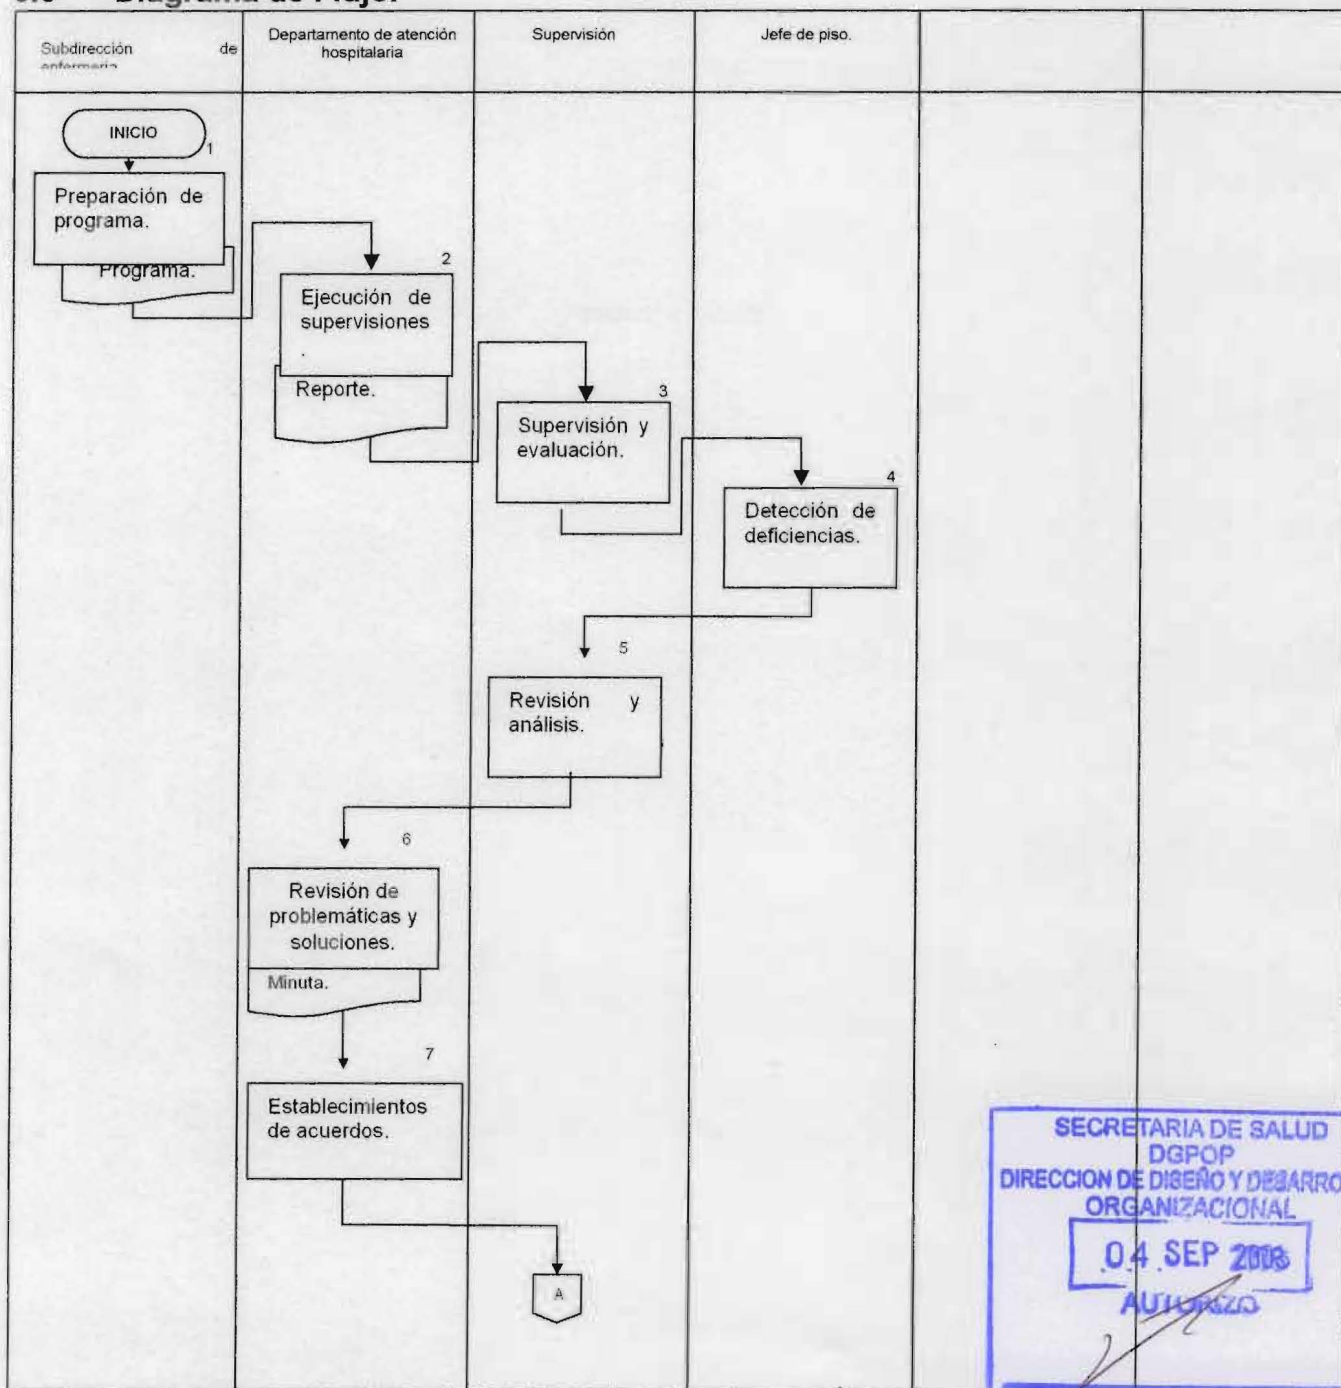 Diagrama de Flujo.
Subdirección de
enfermería
Departamento de atención
hospitalaria
Supervisión
Jefe de piso.
INICIO
1
Preparación de
programa.
Programa.
2
Ejecución de
supervisiones
.
Reporte.
3
Supervisión y
evaluación.
4
Detección de
deficiencias.
5
Revisión y
análisis.
6
Revisión de
problemáticas y
soluciones.
Minuta.
7
Establecimientos
de acuerdos.
A
SECRETARIA DE SALUD
DGPOP
DIRECCION DE DISEÑO Y DESARRO
ORGANIZACIONAL
04 SEP 2008
AUTORIZO